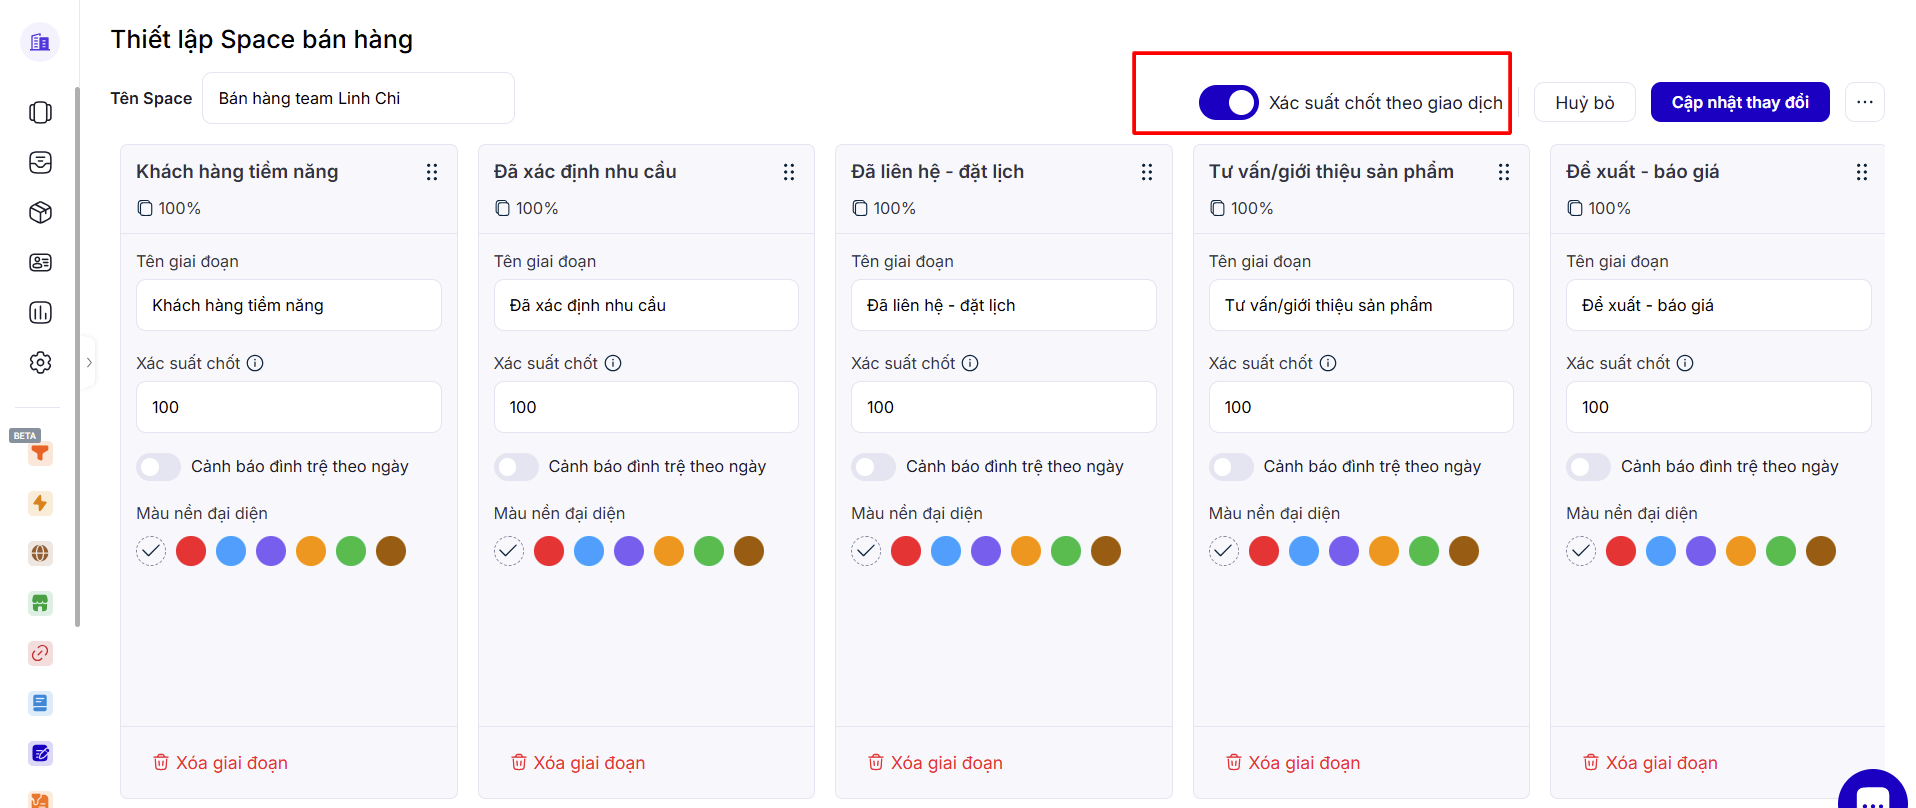 Thiết lập Space bán hàng
Tên Space
Bán hàng team Linh Chi
Xác suất chốt theo giao dịch
Huỷ bỏ
Cập nhật thay đổi
Khách hàng tiềm năng
100%
Tên giai đoạn
Khách hàng tiềm năng
Xác suất chốt
100
Cảnh báo đình trệ theo ngày
Màu nền đại diện
Xóa giai đoạn
Đã xác định nhu cầu
100%
Tên giai đoạn
Đã xác định nhu cầu
Xác suất chốt
100
Cảnh báo đình trệ theo ngày
Màu nền đại diện
Xóa giai đoạn
Đã liên hệ - đặt lịch
100%
Tên giai đoạn
Đã liên hệ - đặt lịch
Xác suất chốt
100
Cảnh báo đình trệ theo ngày
Màu nền đại diện
Xóa giai đoạn
Tư vấn/giới thiệu sản phẩm
100%
Tên giai đoạn
Tư vấn/giới thiệu sản phẩm
Xác suất chốt
100
Cảnh báo đình trệ theo ngày
Màu nền đại diện
Xóa giai đoạn
Đề xuất - báo giá
100%
Tên giai đoạn
Đề xuất - báo giá
Xác suất chốt
100
Cảnh báo đình trệ theo ngày
Màu nền đại diện
Xóa giai đoạn
BETA